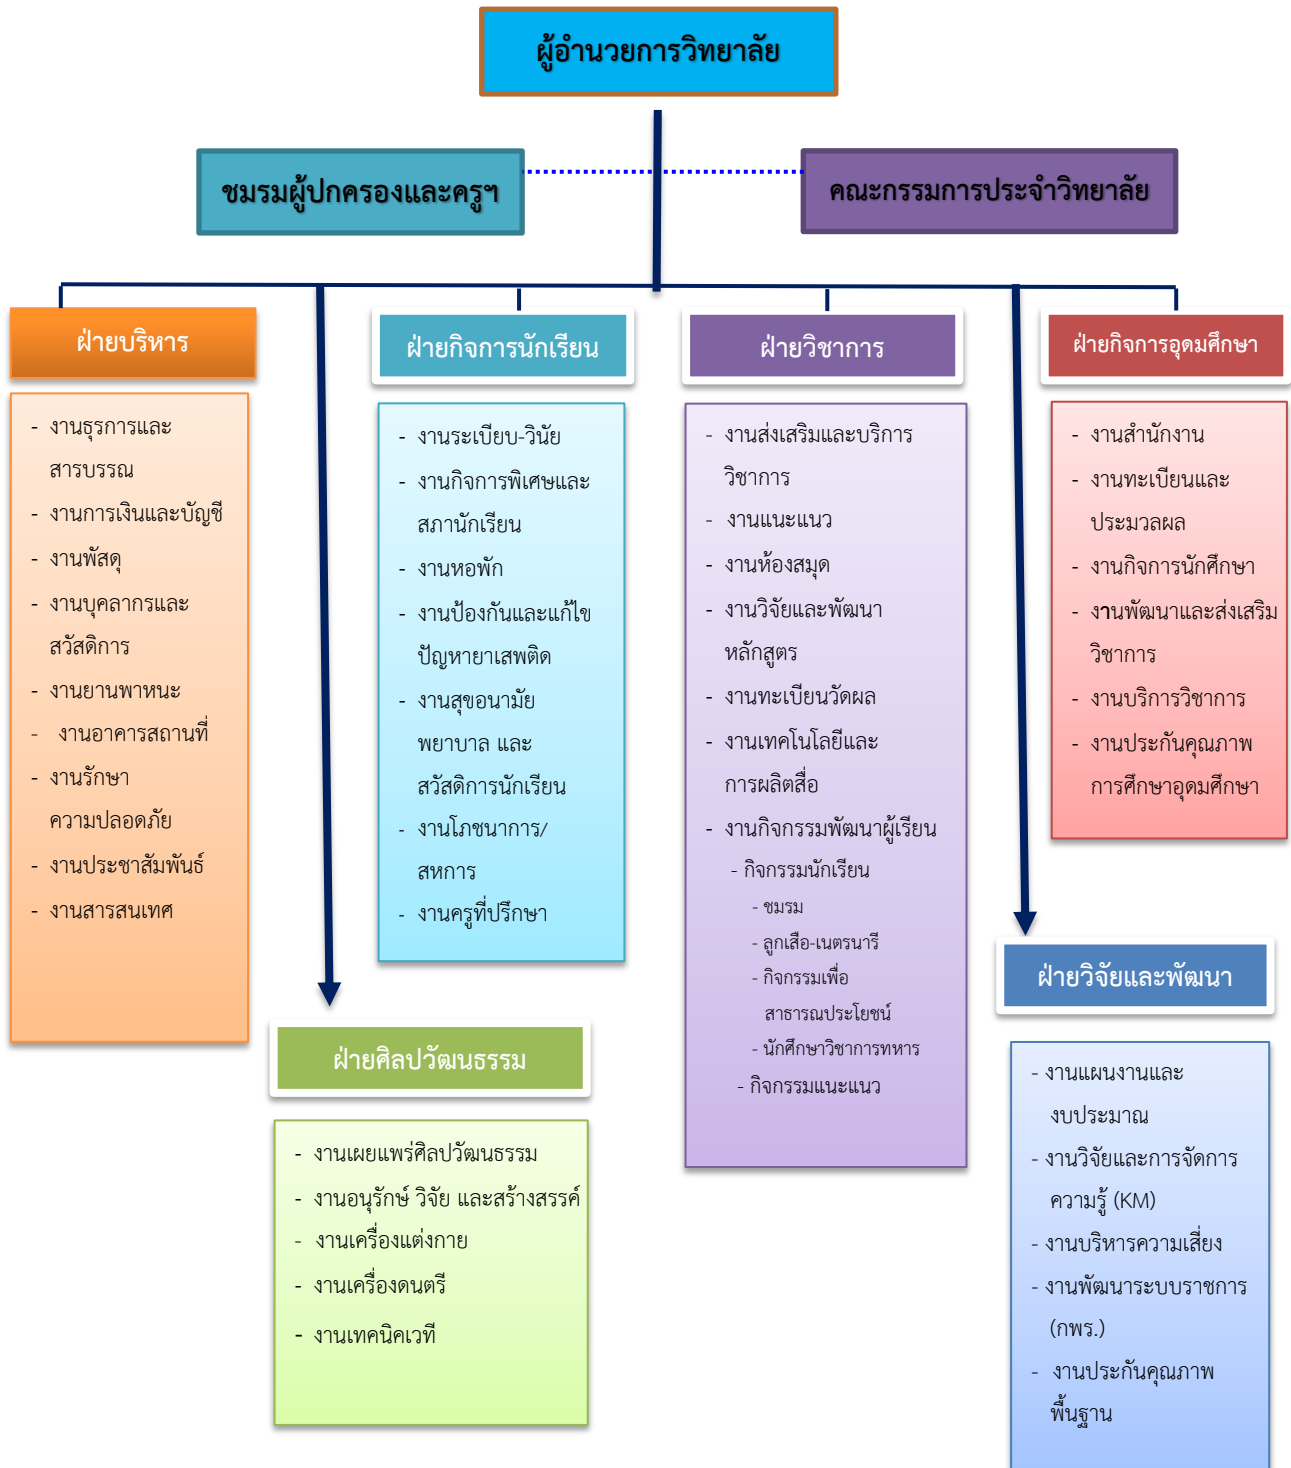 ผู้อำนวยการวิทยาลัย
ชมรมผู้ปกครองและครูฯ
คณะกรรมการประจำวิทยาลัย
ฝ่ายบริหาร
- งานธุรการและ
สารบรรณ
- งานการเงินและบัญชี
- งานพัสดุ
- งานบุคลากรและ
สวัสดิการ
- งานยานพาหนะ
- งานอาคารสถานที่
- งานรักษา
ความปลอดภัย
- งานประชาสัมพันธ์
- งานสารสนเทศ
ฝ่ายกิจการนักเรียน
- งานระเบียบ-วินัย
- งานกิจการพิเศษและ
สภานักเรียน
- งานหอพัก
- งานป้องกันและแก้ไข
ปัญหายาเสพติด
- งานสุขอนามัย
พยาบาล และ
สวัสดิการนักเรียน
- งานโภชนาการ/
สหการ
- งานครูที่ปรึกษา
ฝ่ายวิชาการ
- งานส่งเสริมและบริการ
วิชาการ
- งานแนะแนว
- งานห้องสมุด
- งานวิจัยและพัฒนา
หลักสูตร
- งานทะเบียนวัดผล
- งานเทคโนโลยีและ
การผลิตสื่อ
- งานกิจกรรมพัฒนาผู้เรียน
- กิจกรรมนักเรียน
- ชมรม
- ลูกเสือ-เนตรนารี
- กิจกรรมเพื่อ
สาธารณประโยชน์
- นักศึกษาวิชาการทหาร
- กิจกรรมแนะแนว
ฝ่ายกิจการอุดมศึกษา
- งานสำนักงาน
- งานทะเบียนและ
ประมวลผล
- งานกิจการนักศึกษา
- งานพัฒนาและส่งเสริม
วิชาการ
- งานบริการวิชาการ
- งานประกันคุณภาพ
การศึกษาอุดมศึกษา
ฝ่ายศิลปวัฒนธรรม
- งานเผยแพร่ศิลปวัฒนธรรม
- งานอนุรักษ์ วิจัย และสร้างสรรค์
- งานเครื่องแต่งกาย
- งานเครื่องดนตรี
- งานเทคนิคเวที
ฝ่ายวิจัยและพัฒนา
- งานแผนงานและ
งบประมาณ
- งานวิจัยและการจัดการ
ความรู้ (KM)
- งานบริหารความเสี่ยง
- งานพัฒนาระบบราชการ
(กพร.)
- งานประกันคุณภาพ
พื้นฐาน